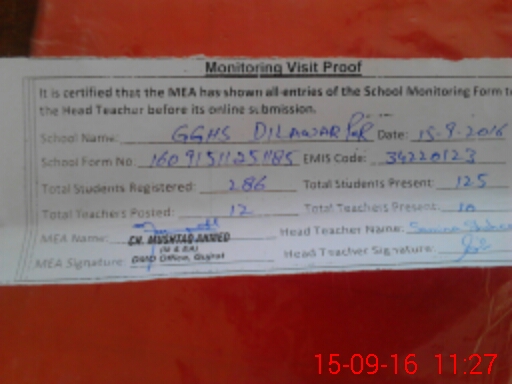 Monitoring Visit Proof
It is certified that the MEA has shown all entries of the School Monitoring Form to
the Head Teacher before its online submission.
School Name: GGHS DILAWARPUR Date: 15-9-2016
School Form No. EMIS Code: 34220123
Total Students Registered: 286 Total Students Present: 125
Total Teachers Posted: 12 Total Teachers Present: 10
MEA Name: CH. MUSHTAQ AHMED Head Teacher Name:
MEA Signature: Office, Gujrat Head Teacher Signature:
15-09-16 11:27